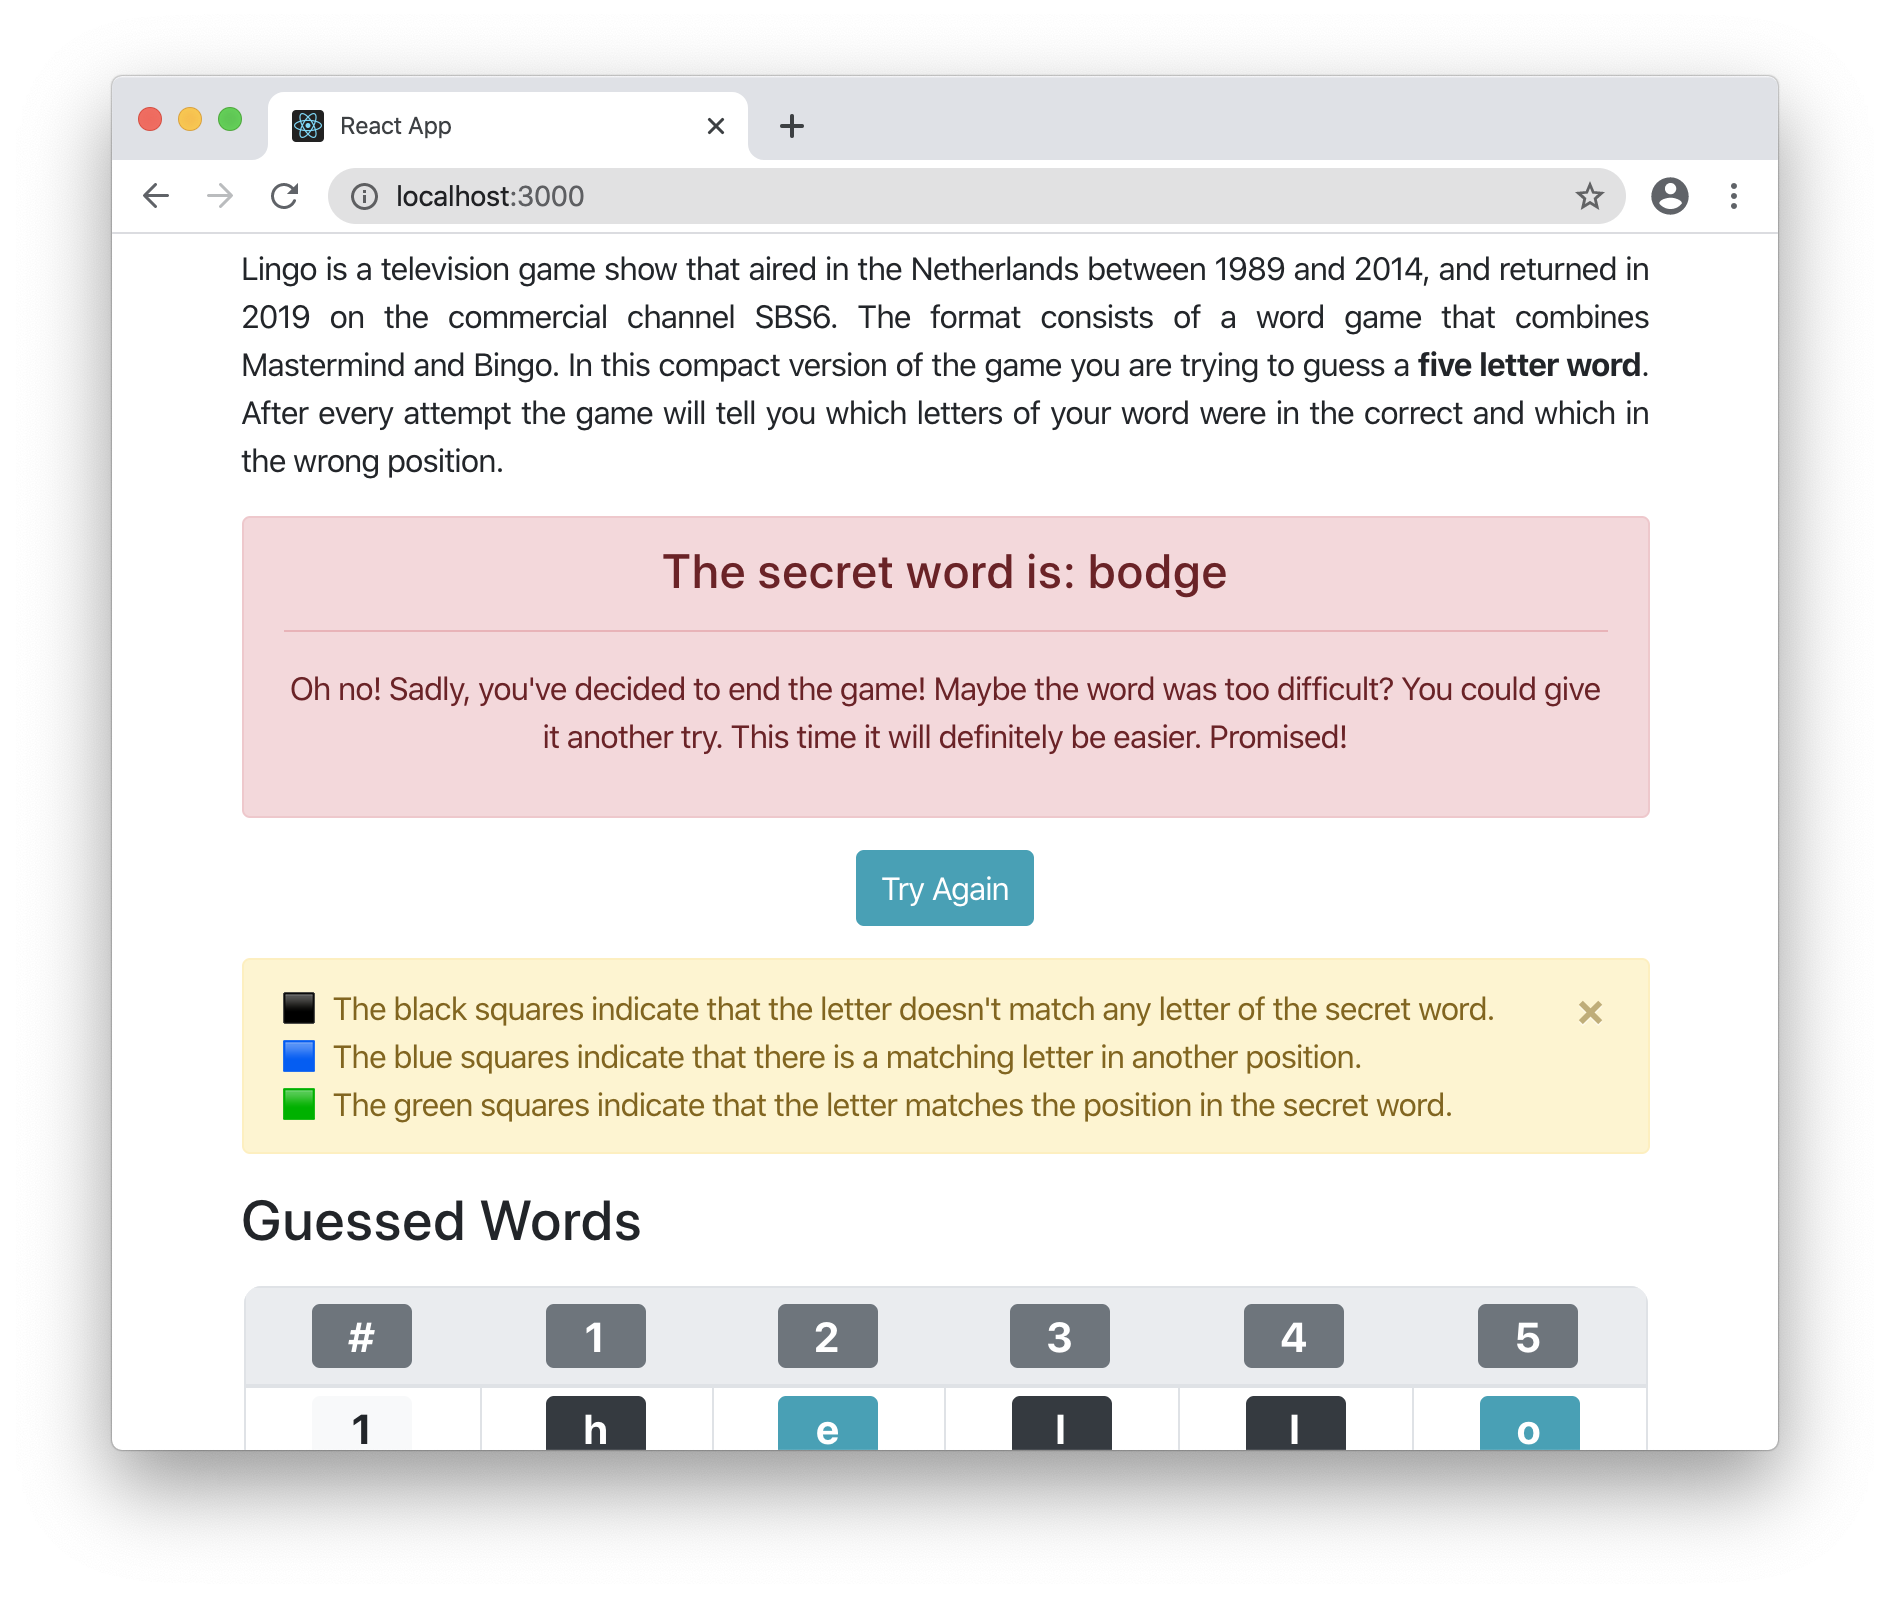 React App
localhost:3000
Lingo is a television game show that aired in the Netherlands between 1989 and 2014, and returned in
2019 on the commercial channel SBS6. The format consists of a word game that combines
Mastermind and Bingo. In this compact version of the game you are trying to guess a five letter word.
After every attempt the game will tell you which letters of your word were in the correct and which in
the wrong position.
The secret word is: bodge
Oh no! Sadly, you've decided to end the game! Maybe the word was too difficult? You could give
it another try. This time it will definitely be easier. Promised!
Try Again
The black squares indicate that the letter doesn't match any letter of the secret word.
The blue squares indicate that there is a matching letter in another position.
The green squares indicate that the letter matches the position in the secret word.
Guessed Words
# 1 2 3 4 5
1 h e l l o